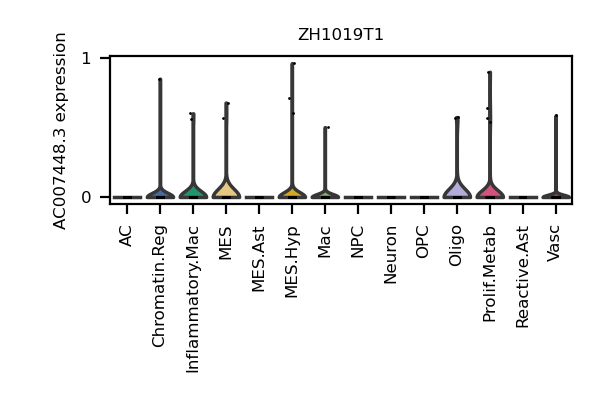 ZH1019T1
AC007448.3 expression
1
0
AC
Chromatin.Reg
Inflammatory.Mac
MES
MES.Ast
MES.Hyp
Mac
NPC
Neuron
OPC
Oligo
Prolif.Metab
Reactive.Ast
Vasc